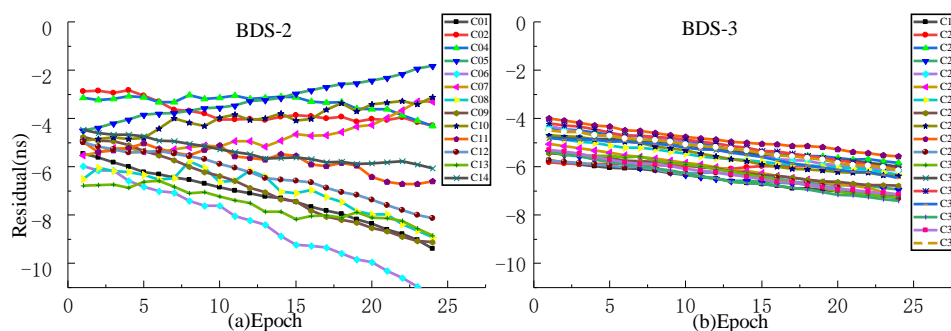 BDS-2
BDS-3
Residual(ns)
0
−2
−4
−6
−8
−10
0
5
10
15
20
25
(a)Epoch
C01
C02
C04
C05
C06
C07
C08
C09
C10
C11
C12
C13
C14
0
−2
−4
−6
−8
−10
0
5
10
15
20
25
(b)Epoch